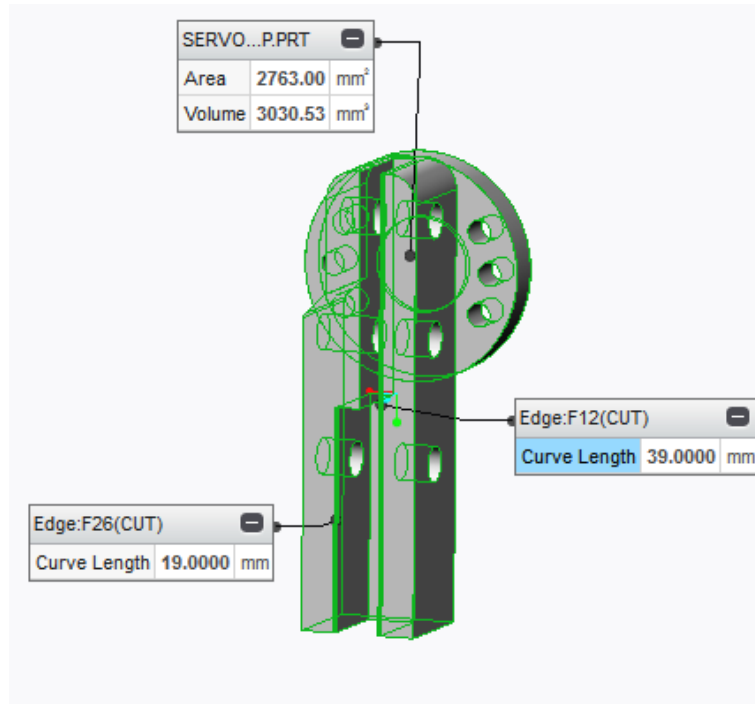 SERVO...P.PRT
Area 2763.00 mm²
Volume 3030.53 mm³
Edge:F12(CUT)
Curve Length 39.0000 mm
Edge:F26(CUT)
Curve Length 19.0000 mm